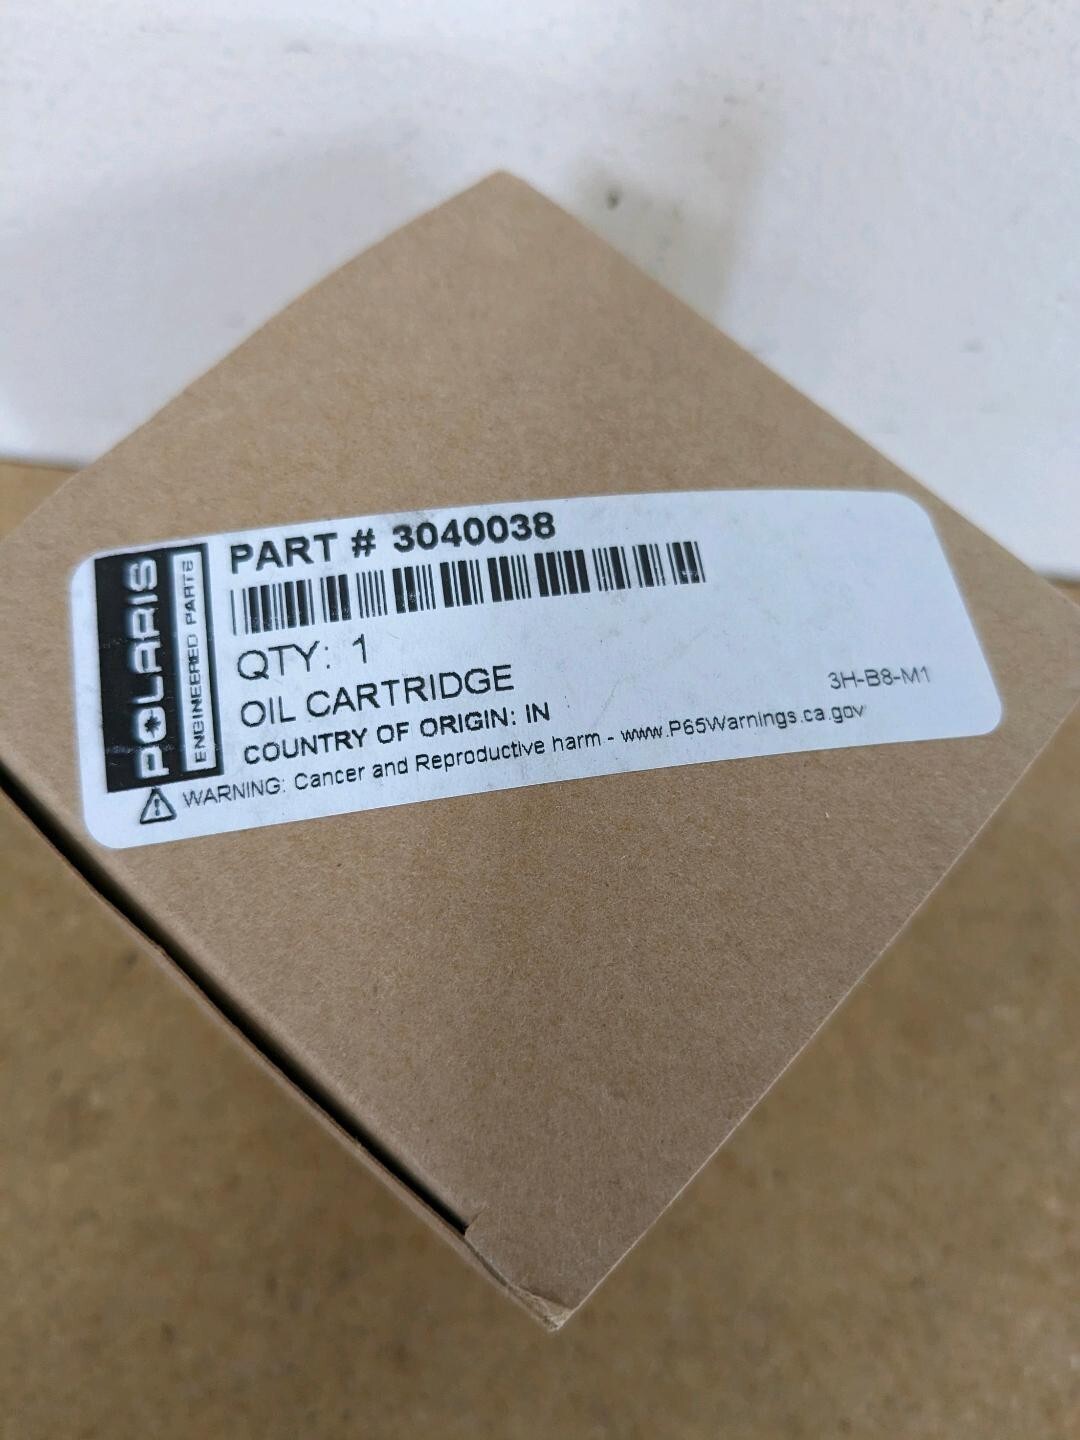 POLARIS
ENGINEERED PARTS
PART # 3040038
QTY: 1
OIL CARTRIDGE
3H-B8-M1
COUNTRY OF ORIGIN: IN
WARNING: Cancer and Reproductive harm - www.P65Warnings.ca.gov